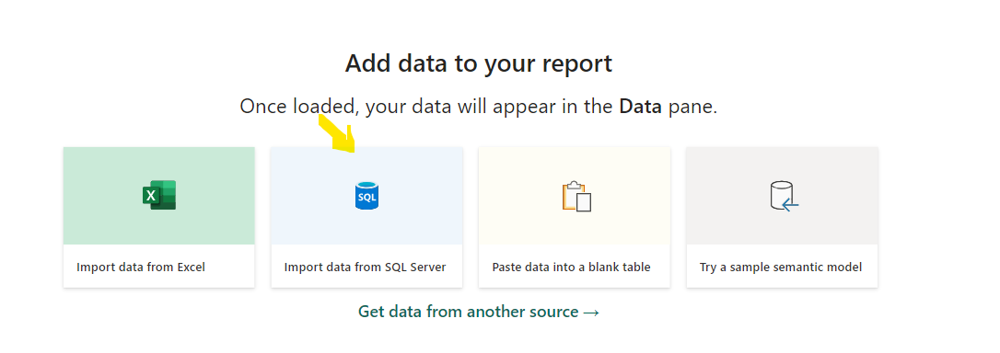 Add data to your report
Once loaded, your data will appear in the Data pane.
X
SQL
Import data from Excel
Import data from SQL Server
Paste data into a blank table
Try a sample semantic model
Get data from another source →